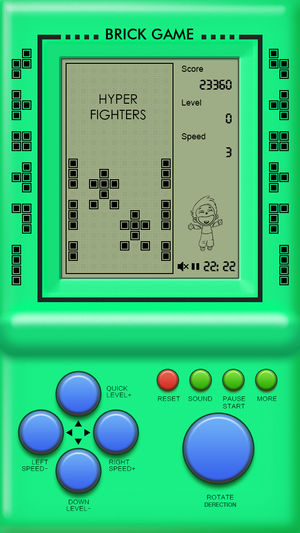 BRICK GAME
HYPER
FIGHTERS
Score
23360
Level
0
Speed
3
22:22
QUICK
LEVEL+
LEFT
SPEED-
RIGHT
SPEED+
DOWN
LEVEL-
RESET
SOUND
PAUSE
START
MORE
ROTATE
DERECTION